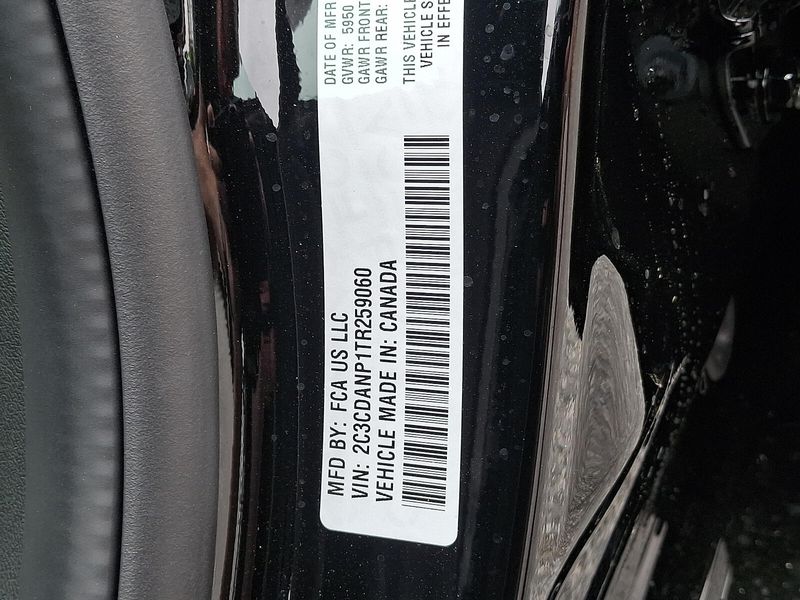 MFD BY: FCA US LLC
VIN: 2C3CDANP1TR259060
VEHICLE MADE IN: CANADA
DATE OF MFR
GVWR: 5950
GAWR FRONT
GAWR REAR:
THIS VEHICLE
VEHICLE S
IN EFFE